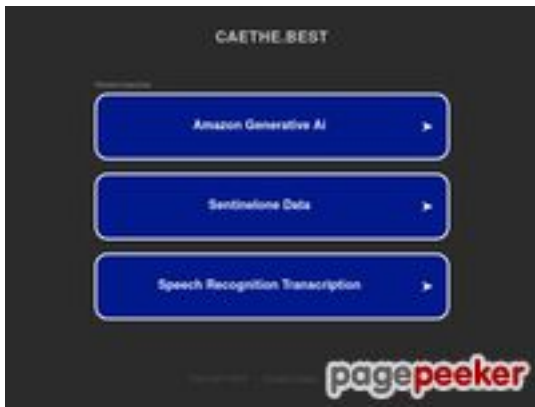 CAETHE.BEST
Amazon Generative Ai
Sentinelone Data
Speech Recognition Transcription
pagepeeker